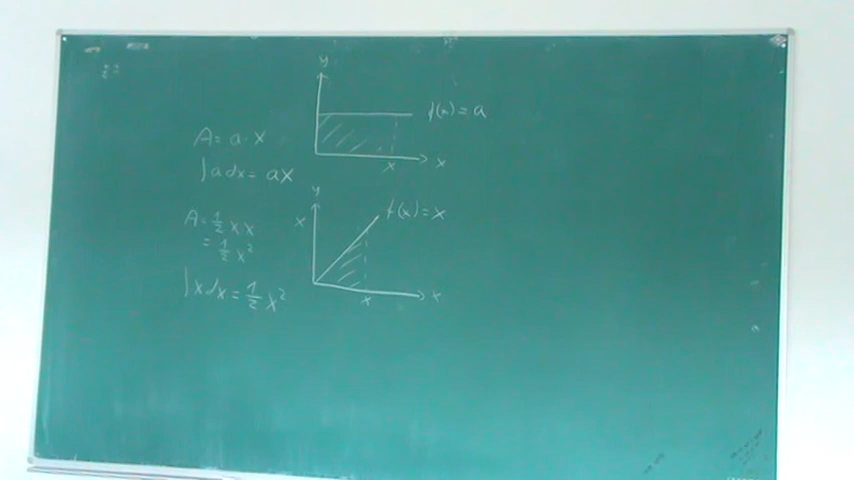 y
f(x) = a
A = a · x
x
x
∫a dx = ax
y
x
f(x) = x
A = 1/2 x x
= 1/2 x²
∫x dx = 1/2 x²
x
x